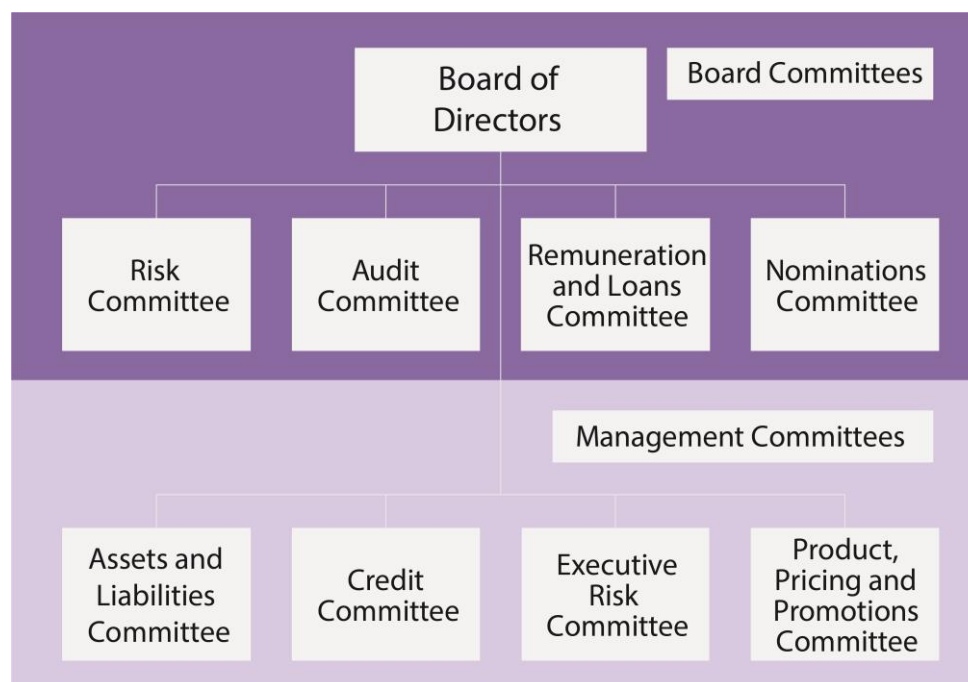 Board of
Directors
Board Committees
Risk
Committee
Audit
Committee
Remuneration
and Loans
Committee
Nominations
Committee
Management Committees
Assets and
Liabilities
Committee
Credit
Committee
Executive
Risk
Committee
Product,
Pricing and
Promotions
Committee